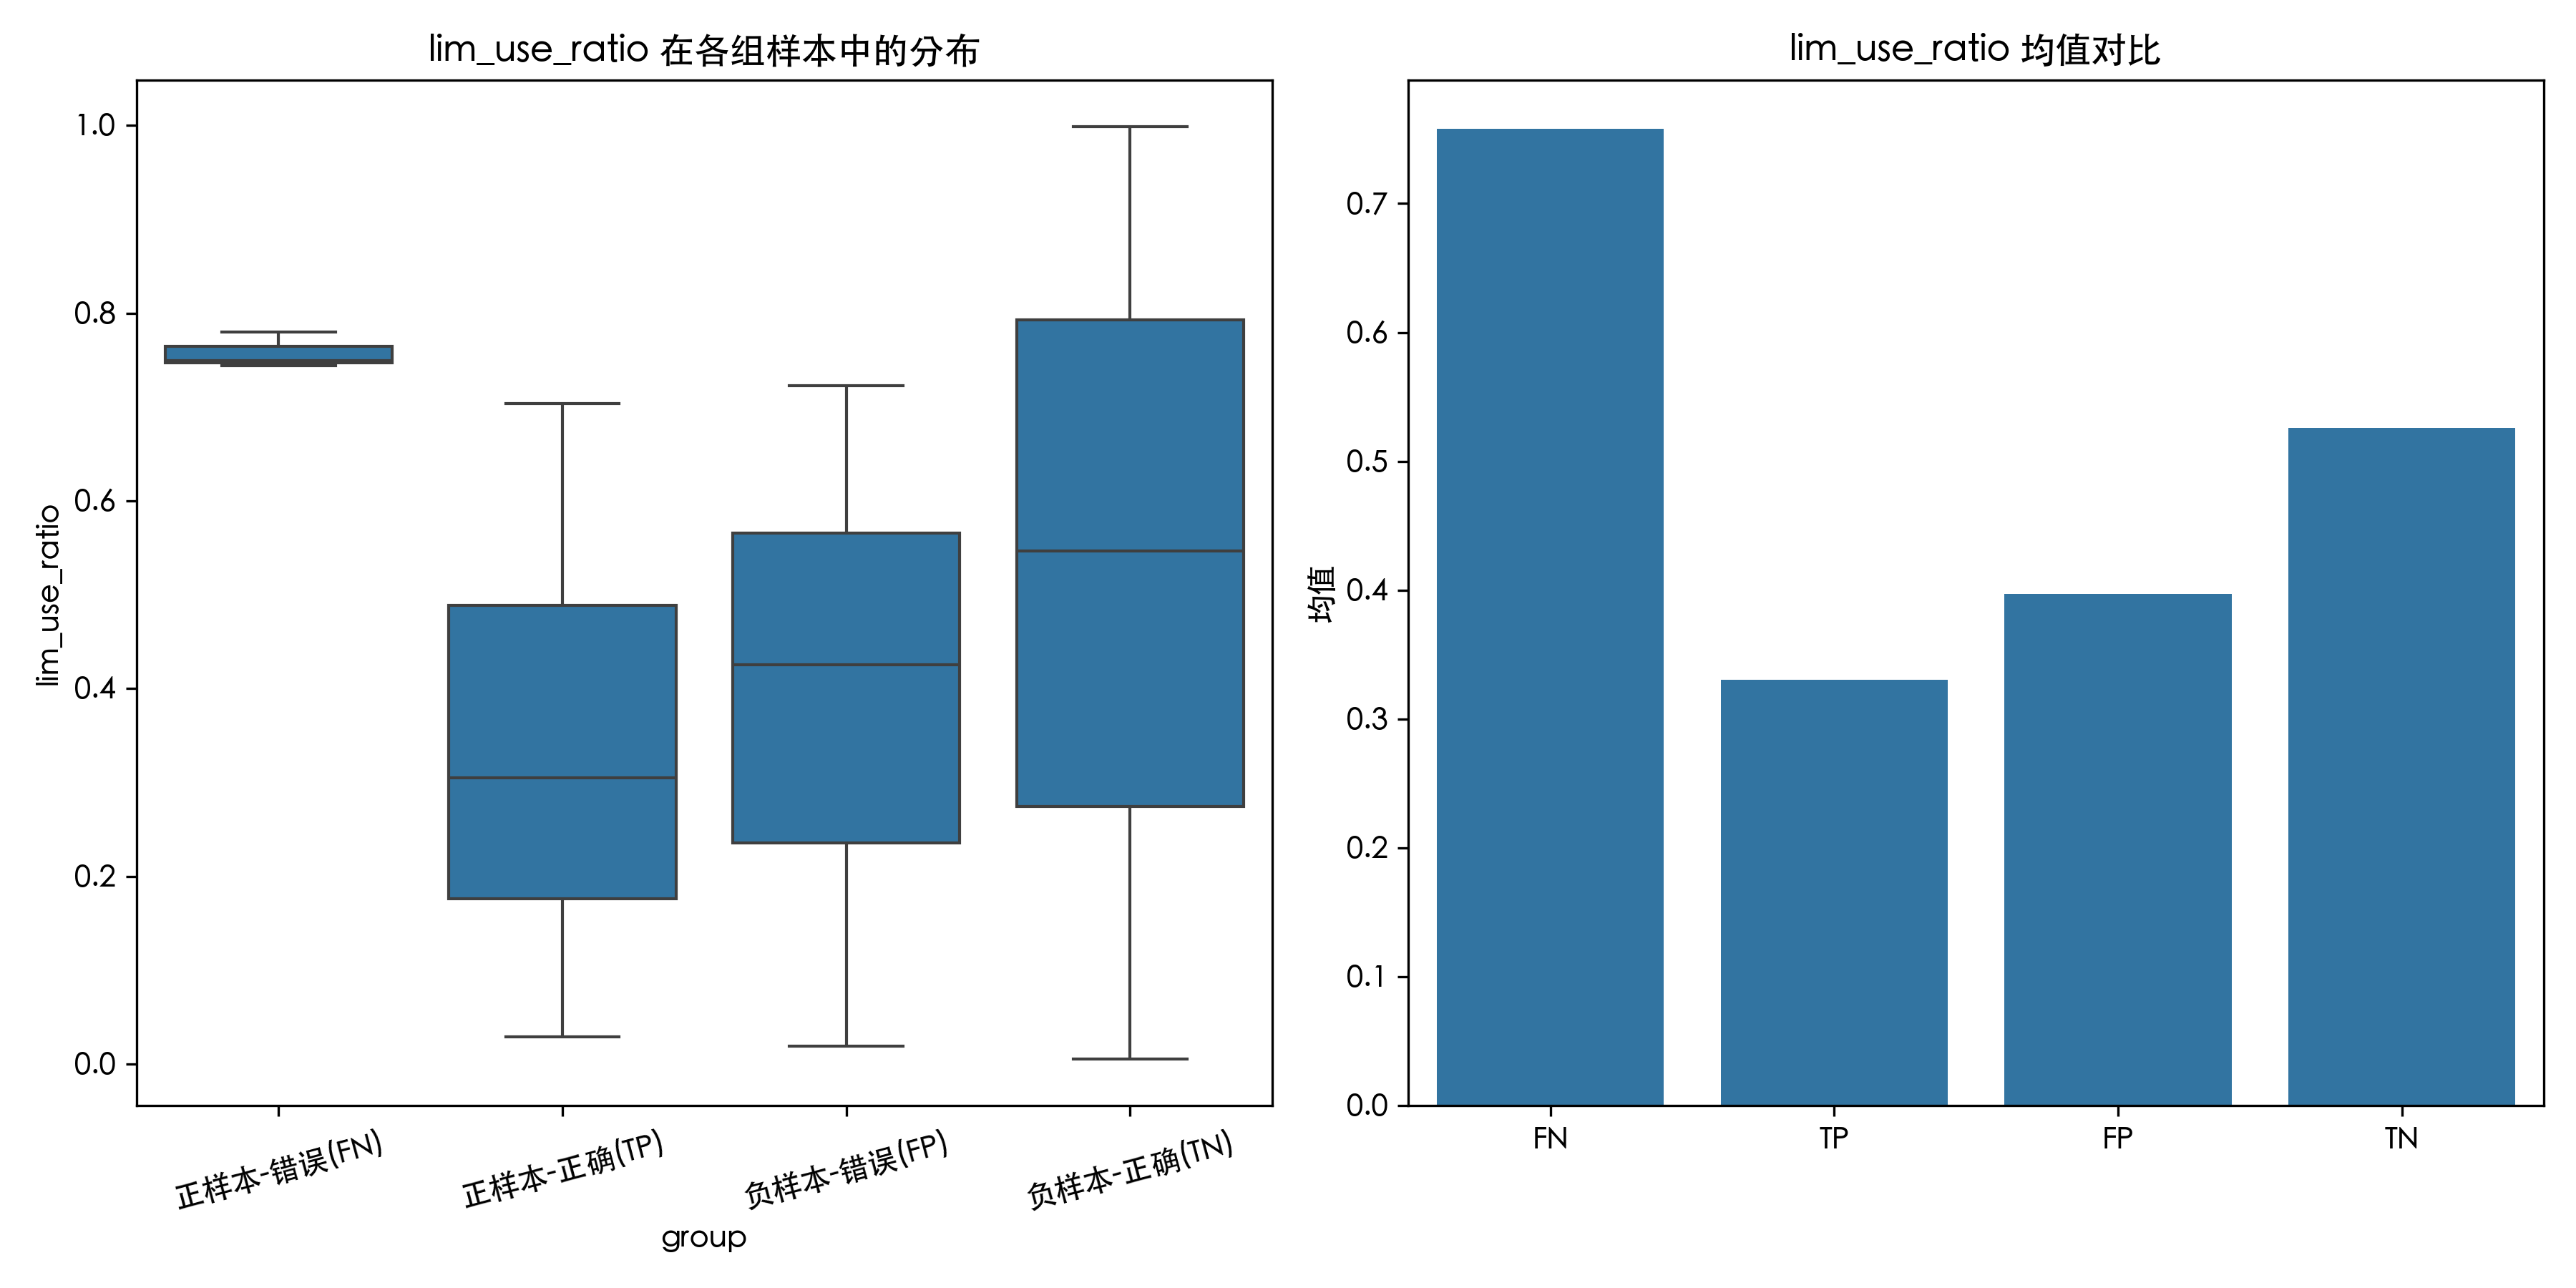 lim_use_ratio 在各组样本中的分布
lim_use_ratio
1.0
0.8
0.6
0.4
0.2
0.0
正样本-错误(FN)
正样本-正确(TP)
负样本-错误(FP)
负样本-正确(TN)
group
lim_use_ratio 均值对比
均值
0.7
0.6
0.5
0.4
0.3
0.2
0.1
0.0
FN
TP
FP
TN